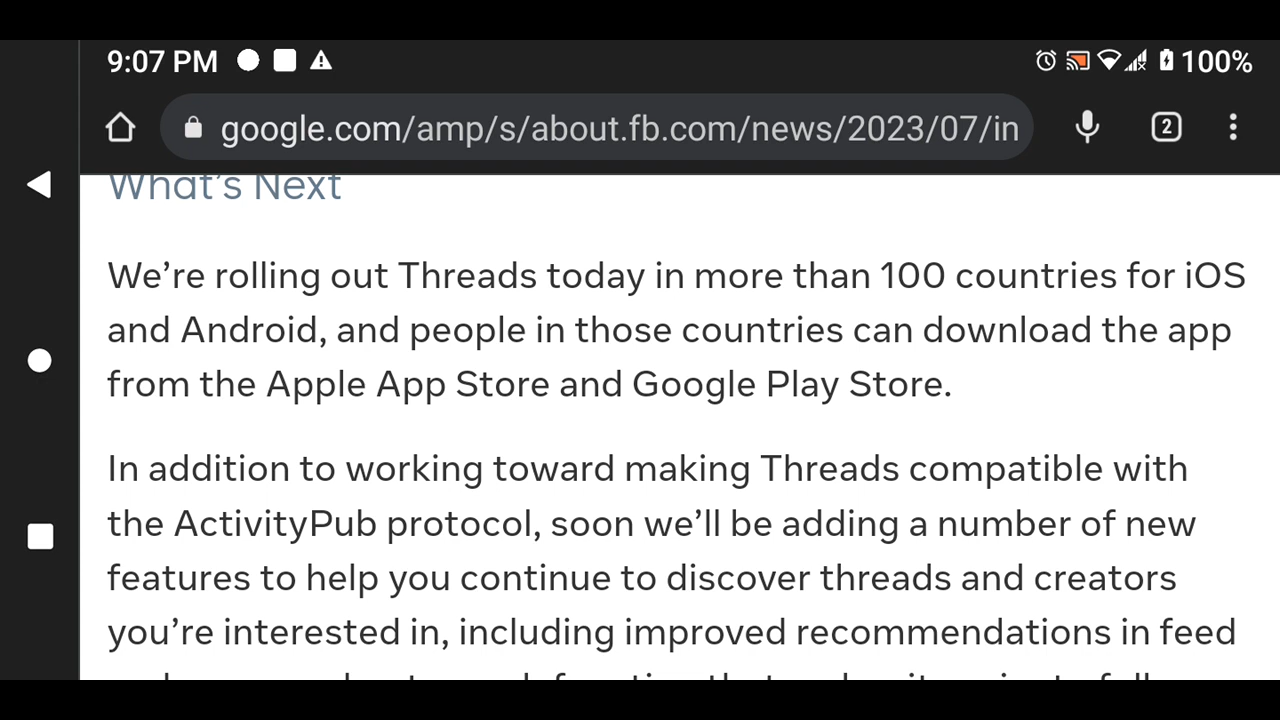 9:07 PM 100%
google.com/amp/s/about.fb.com/news/2023/07/in 2
What's Next
We're rolling out Threads today in more than 100 countries for iOS
and Android, and people in those countries can download the app
from the Apple App Store and Google Play Store.
In addition to working toward making Threads compatible with
the ActivityPub protocol, soon we'll be adding a number of new
features to help you continue to discover threads and creators
you're interested in, including improved recommendations in feed